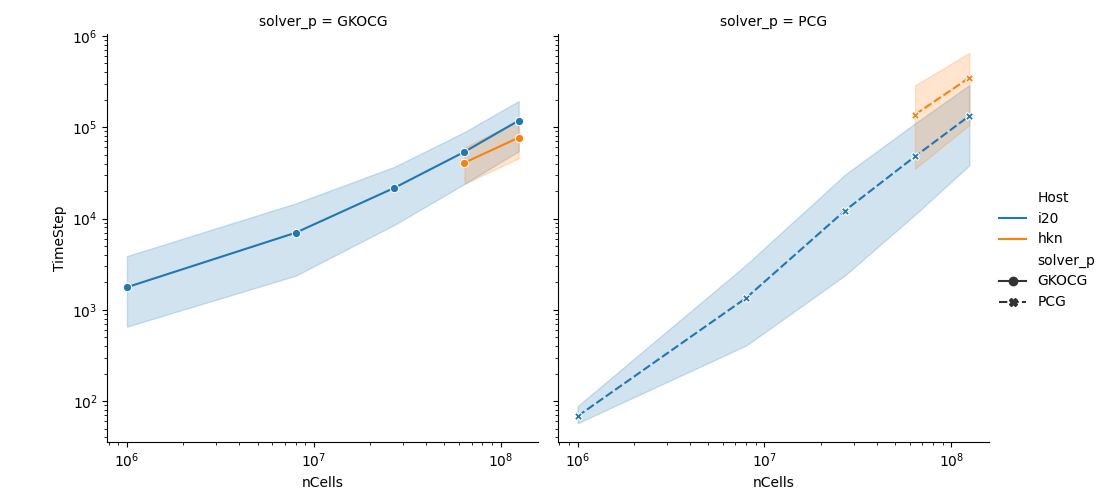 solver_p = GKOCG
solver_p = PCG
10^6
10^5
10^4
10^3
10^2
TimeStep
10^6 10^7 10^8
nCells
10^6 10^7 10^8
nCells
Host
i20
hkn
solver_p
GKOCG
PCG